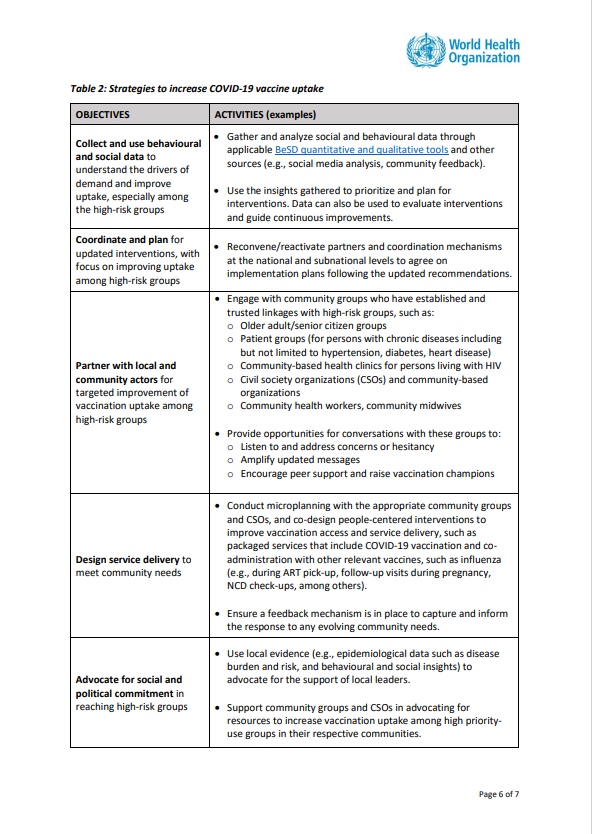 World Health
Organization
Table 2: Strategies to increase COVID-19 vaccine uptake
OBJECTIVES
ACTIVITIES (examples)
Collect and use behavioural
and social data to
understand the drivers of
demand and improve
uptake, especially among
the high-risk groups
• Gather and analyze social and behavioural data through
applicable BeSD quantitative and qualitative tools and other
sources (e.g., social media analysis, community feedback).
• Use the insights gathered to prioritize and plan for
interventions. Data can also be used to evaluate interventions
and guide continuous improvements.
Coordinate and plan for
updated interventions, with
focus on improving uptake
among high-risk groups
• Reconvene/reactivate partners and coordination mechanisms
at the national and subnational levels to agree on
implementation plans following the updated recommendations.
Partner with local and
community actors for
targeted improvement of
vaccination uptake among
high-risk groups
• Engage with community groups who have established and
trusted linkages with high-risk groups, such as:
o Older adult/senior citizen groups
o Patient groups (for persons with chronic diseases including
but not limited to hypertension, diabetes, heart disease)
o Community-based health clinics for persons living with HIV
o Civil society organizations (CSOs) and community-based
organizations
o Community health workers, community midwives
• Provide opportunities for conversations with these groups to:
o Listen to and address concerns or hesitancy
o Amplify updated messages
o Encourage peer support and raise vaccination champions
Design service delivery to
meet community needs
• Conduct microplanning with the appropriate community groups
and CSOs, and co-design people-centered interventions to
improve vaccination access and service delivery, such as
packaged services that include COVID-19 vaccination and co-
administration with other relevant vaccines, such as influenza
(e.g., during ART pick-up, follow-up visits during pregnancy,
NCD check-ups, among others).
• Ensure a feedback mechanism is in place to capture and inform
the response to any evolving community needs.
Advocate for social and
political commitment in
reaching high-risk groups
• Use local evidence (e.g., epidemiological data such as disease
burden and risk, and behavioural and social insights) to
advocate for the support of local leaders.
• Support community groups and CSOs in advocating for
resources to increase vaccination uptake among high priority-
use groups in their respective communities.
Page 6 of 7